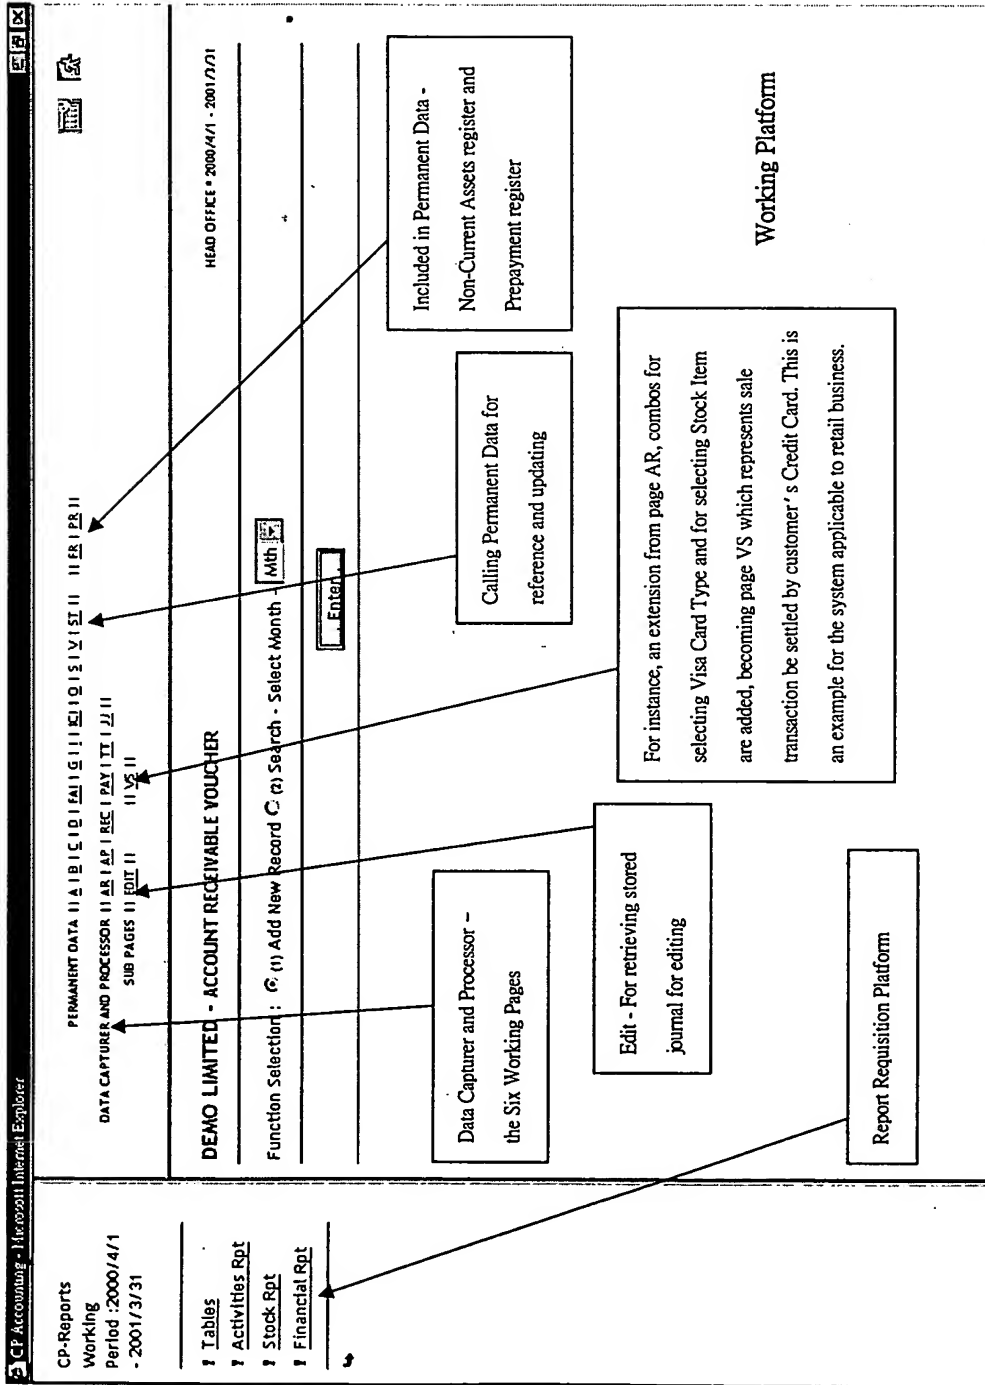 CP Accounting - Microsoft Internet Explorer
CP-Reports
Working
Period :2000/4/1
- 2001/3/31
Tables
Activities Rpt
Stock Rpt
Financial Rpt
PERMANENT DATA || A | B | C | D | FAI | G | I | ICI | O | S | V | ST || || FR | PR ||
DATA CAPTURER AND PROCESSOR || AR | AP | REC | PAY | TT | JJ ||
SUB PAGES || EDIT || || VS ||
DEMO LIMITED - ACCOUNT RECEIVABLE VOUCHER
HEAD OFFICE * 2000/4/1 - 2001/3/31
Function Selection : (1) Add New Record (2) Search - Select Month - Mth
Enter
Data Capturer and Processor –
the Six Working Pages
Calling Permanent Data for
reference and updating
Included in Permanent Data -
Non-Current Assets register and
Prepayment register
Edit - For retrieving stored
journal for editing
For instance, an extension from page AR, combos for
selecting Visa Card Type and for selecting Stock Item
are added, becoming page VS which represents sale
transaction be settled by customer's Credit Card. This is
an example for the system applicable to retail business.
Report Requisition Platform
Working Platform